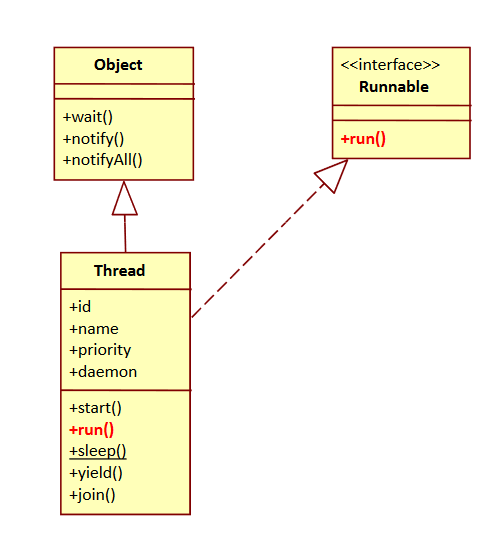 Object
+wait()
+notify()
+notifyAll()
<<interface>>
Runnable
+run()
Thread
+id
+name
+priority
+daemon
+start()
+run()
+sleep()
+yield()
+join()